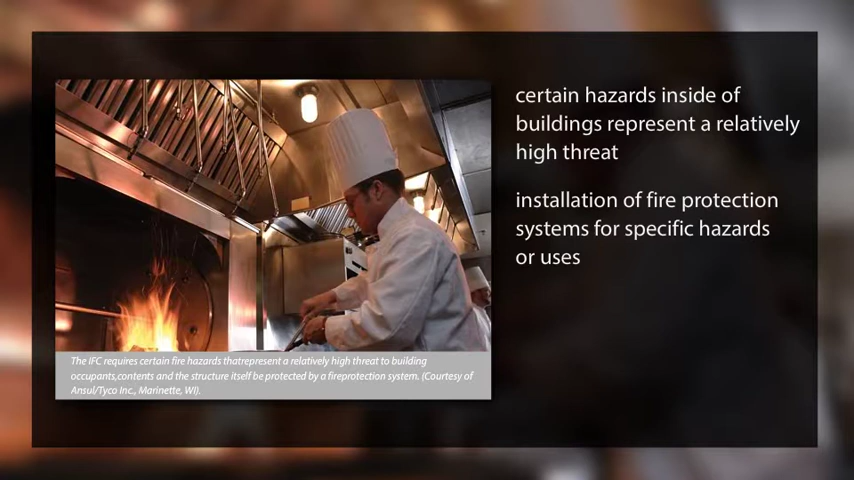 certain hazards inside of
buildings represent a relatively
high threat
installation of fire protection
systems for specific hazards
or uses
The IFC requires certain fire hazards thatrepresent a relatively high threat to building
occupants,contents and the structure itself be protected by a fireprotection system. (Courtesy of
Ansul/Tyco Inc., Marinette, WI).